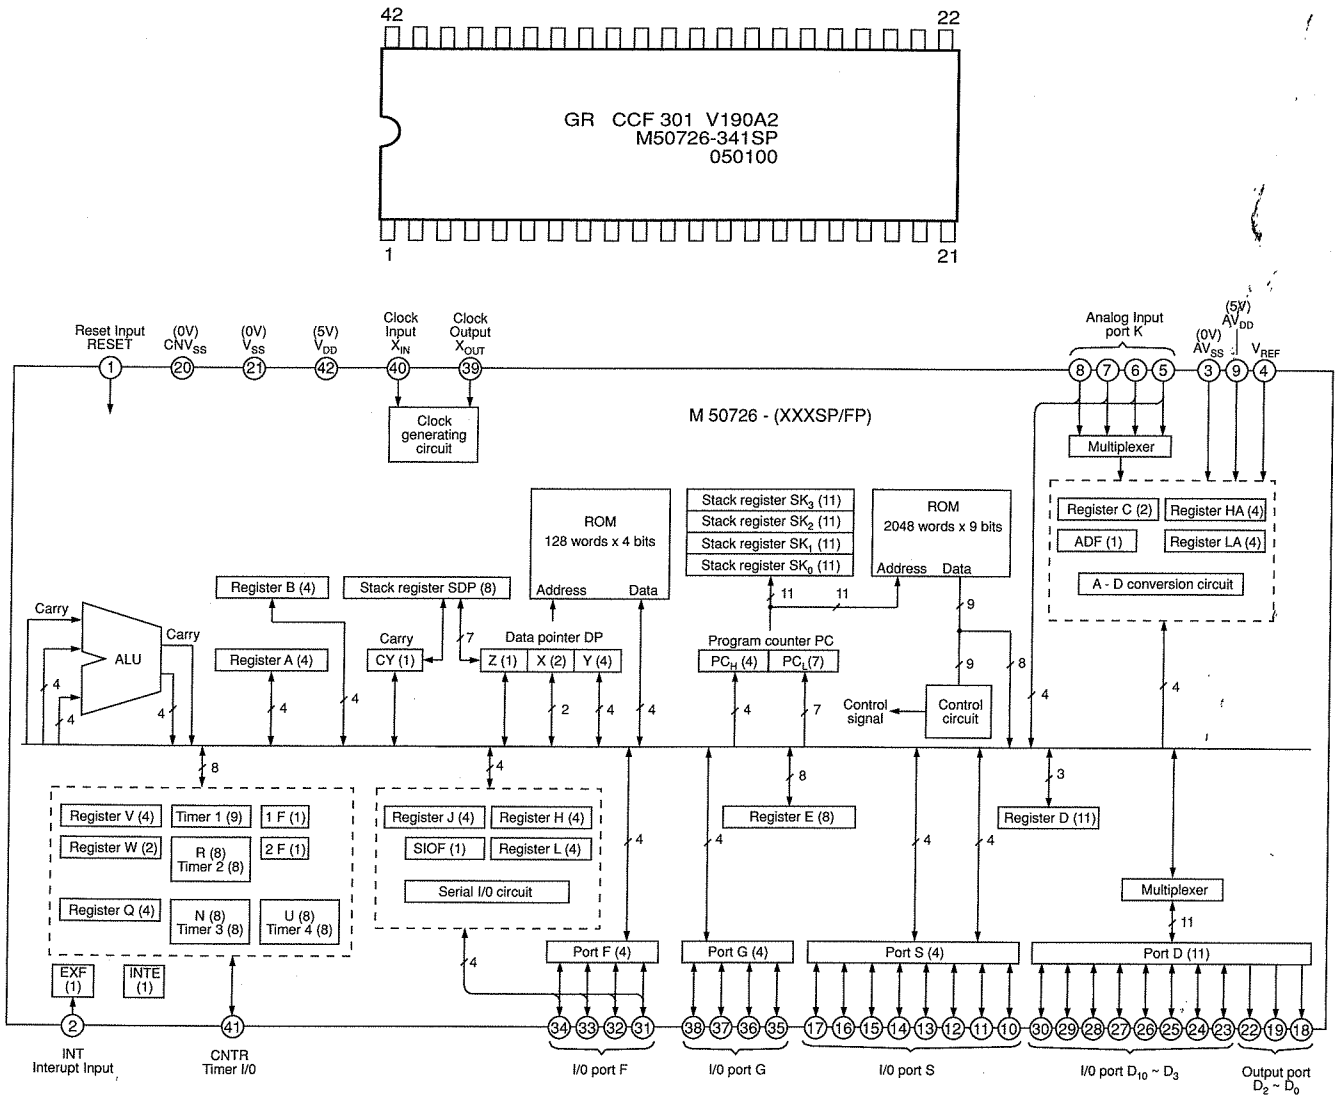 42
22
GR CCF 301 V190A2
M50726-341SP
050100
1
21
Reset Input
RESET
(0V)
CNVSS
(0V)
VSS
(5V)
VDD
Clock
Input
XIN
Clock
Output
XOUT
Analog Input
port K
(0V)
AVSS
(5V)
AVDD
VREF
1
20
21
42
40
39
8
7
6
5
3
9
4
Clock
generating
circuit
M 50726 - (XXXSP/FP)
Multiplexer
Register C (2)
Register HA (4)
ADF (1)
Register LA (4)
A - D conversion circuit
ROM
128 words x 4 bits
Address
Data
Stack register SK3 (11)
Stack register SK2 (11)
Stack register SK1 (11)
Stack register SK0 (11)
ROM
2048 words x 9 bits
Address
Data
11
11
9
Carry
ALU
Carry
Register B (4)
Stack register SDP (8)
Register A (4)
Carry
CY (1)
7
Data pointer DP
Z (1)
X (2)
Y (4)
Program counter PC
PCH (4)
PCL(7)
9
8
Control
signal
Control
circuit
4
4
4
4
4
2
4
4
4
7
4
4
8
4
8
3
Register V (4)
Timer 1 (9)
1 F (1)
Register W (2)
R (8)
Timer 2 (8)
2 F (1)
Register Q (4)
N (8)
Timer 3 (8)
U (8)
Timer 4 (8)
Register J (4)
Register H (4)
SIOF (1)
Register L (4)
Serial I/0 circuit
4
4
Register E (8)
4
4
Register D (11)
Multiplexer
11
EXF
(1)
INTE
(1)
4
Port F (4)
Port G (4)
Port S (4)
Port D (11)
2
41
34
33
32
31
38
37
36
35
17
16
15
14
13
12
11
10
30
29
28
27
26
25
24
23
22
19
18
INT
Interupt Input
CNTR
Timer I/0
I/0 port F
I/0 port G
I/0 port S
I/0 port D10 ~ D3
Output port
D2 ~ D0